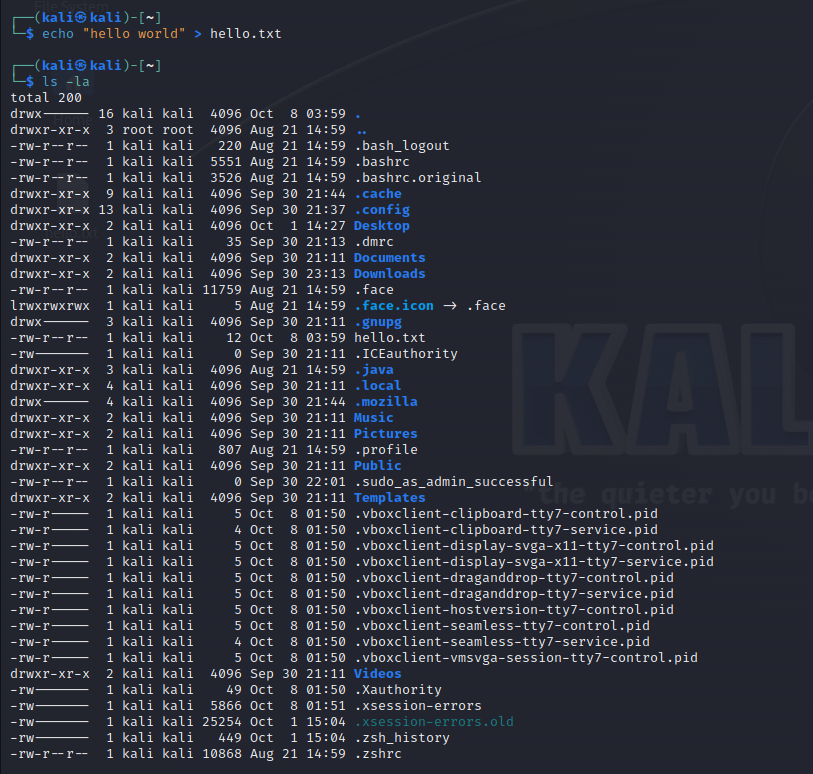 ┌──(kali㉿kali)-[~]
└─$ echo "hello world" > hello.txt
┌──(kali㉿kali)-[~]
└─$ ls -la
total 200
drwx------ 16 kali kali  4096 Oct  8 03:59 .
drwxr-xr-x  3 root root  4096 Aug 21 14:59 ..
-rw-r--r--  1 kali kali   220 Aug 21 14:59 .bash_logout
-rw-r--r--  1 kali kali  5551 Aug 21 14:59 .bashrc
-rw-r--r--  1 kali kali  3526 Aug 21 14:59 .bashrc.original
drwxr-xr-x  9 kali kali  4096 Sep 30 21:44 .cache
drwxr-xr-x 13 kali kali  4096 Sep 30 21:37 .config
drwxr-xr-x  2 kali kali  4096 Oct  1 14:27 Desktop
-rw-r--r--  1 kali kali    35 Sep 30 21:13 .dmrc
drwxr-xr-x  2 kali kali  4096 Sep 30 21:11 Documents
drwxr-xr-x  2 kali kali  4096 Sep 30 23:13 Downloads
-rw-r--r--  1 kali kali 11759 Aug 21 14:59 .face
lrwxrwxrwx  1 kali kali     5 Aug 21 14:59 .face.icon -> .face
drwx------  3 kali kali  4096 Sep 30 21:11 .gnupg
-rw-r--r--  1 kali kali    12 Oct  8 03:59 hello.txt
-rw-------  1 kali kali     0 Sep 30 21:11 .ICEauthority
drwxr-xr-x  3 kali kali  4096 Aug 21 14:59 .java
drwxr-xr-x  4 kali kali  4096 Sep 30 21:11 .local
drwx------  4 kali kali  4096 Sep 30 21:44 .mozilla
drwxr-xr-x  2 kali kali  4096 Sep 30 21:11 Music
drwxr-xr-x  2 kali kali  4096 Sep 30 21:11 Pictures
-rw-r--r--  1 kali kali   807 Aug 21 14:59 .profile
drwxr-xr-x  2 kali kali  4096 Sep 30 21:11 Public
-rw-r--r--  1 kali kali     0 Sep 30 22:01 .sudo_as_admin_successful
drwxr-xr-x  2 kali kali  4096 Sep 30 21:11 Templates
-rw-r-----  1 kali kali     5 Oct  8 01:50 .vboxclient-clipboard-tty7-control.pid
-rw-r-----  1 kali kali     4 Oct  8 01:50 .vboxclient-clipboard-tty7-service.pid
-rw-r-----  1 kali kali     5 Oct  8 01:50 .vboxclient-display-svga-x11-tty7-control.pid
-rw-r-----  1 kali kali     5 Oct  8 01:50 .vboxclient-display-svga-x11-tty7-service.pid
-rw-r-----  1 kali kali     5 Oct  8 01:50 .vboxclient-draganddrop-tty7-control.pid
-rw-r-----  1 kali kali     5 Oct  8 01:50 .vboxclient-draganddrop-tty7-service.pid
-rw-r-----  1 kali kali     5 Oct  8 01:50 .vboxclient-hostversion-tty7-control.pid
-rw-r-----  1 kali kali     5 Oct  8 01:50 .vboxclient-seamless-tty7-control.pid
-rw-r-----  1 kali kali     4 Oct  8 01:50 .vboxclient-seamless-tty7-service.pid
-rw-r-----  1 kali kali     5 Oct  8 01:50 .vboxclient-vmsvga-session-tty7-control.pid
drwxr-xr-x  2 kali kali  4096 Sep 30 21:11 Videos
-rw-------  1 kali kali    49 Oct  8 01:50 .Xauthority
-rw-------  1 kali kali  5866 Oct  8 01:51 .xsession-errors
-rw-------  1 kali kali 25254 Oct  1 15:04 .xsession-errors.old
-rw-------  1 kali kali   449 Oct  1 15:04 .zsh_history
-rw-r--r--  1 kali kali 10868 Aug 21 14:59 .zshrc
File System
Home
KAL
"the quieter you be